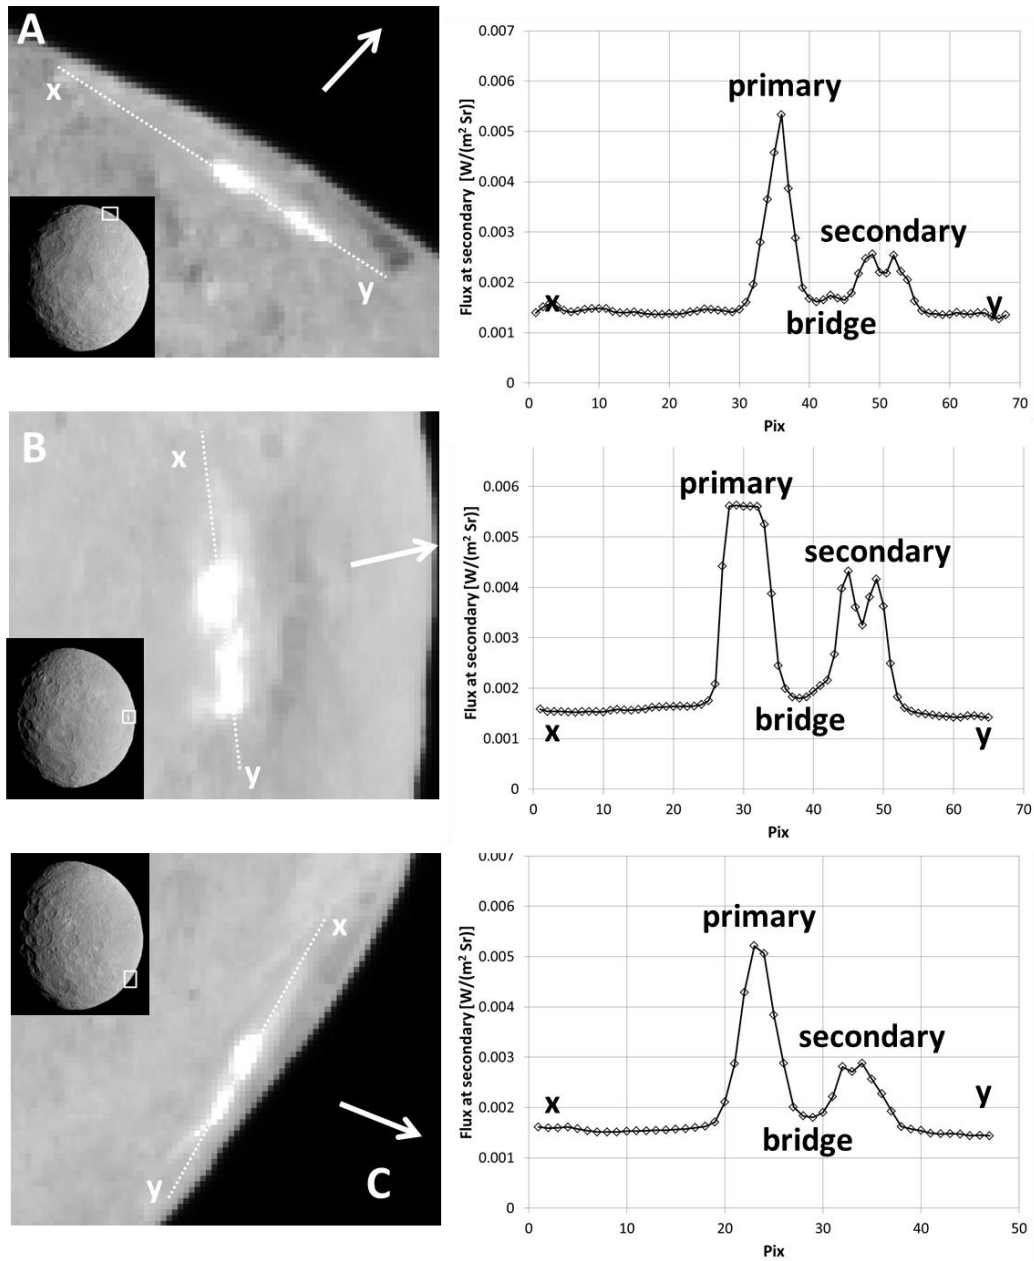 A
x
y
Flux at secondary [W/(m² Sr)]
0.007
0.006
0.005
0.004
0.003
0.002
0.001
0
primary
secondary
x
bridge
y
0 10 20 30 40 50 60 70
Pix
B
x
y
Flux at secondary [W/(m² Sr)]
0.006
0.005
0.004
0.003
0.002
0.001
0
primary
secondary
bridge
x
y
0 10 20 30 40 50 60 70
Pix
x
y
C
Flux at secondary [W/(m² Sr)]
0.007
0.006
0.005
0.004
0.003
0.002
0.001
0
primary
secondary
x
y
bridge
0 10 20 30 40 50
Pix